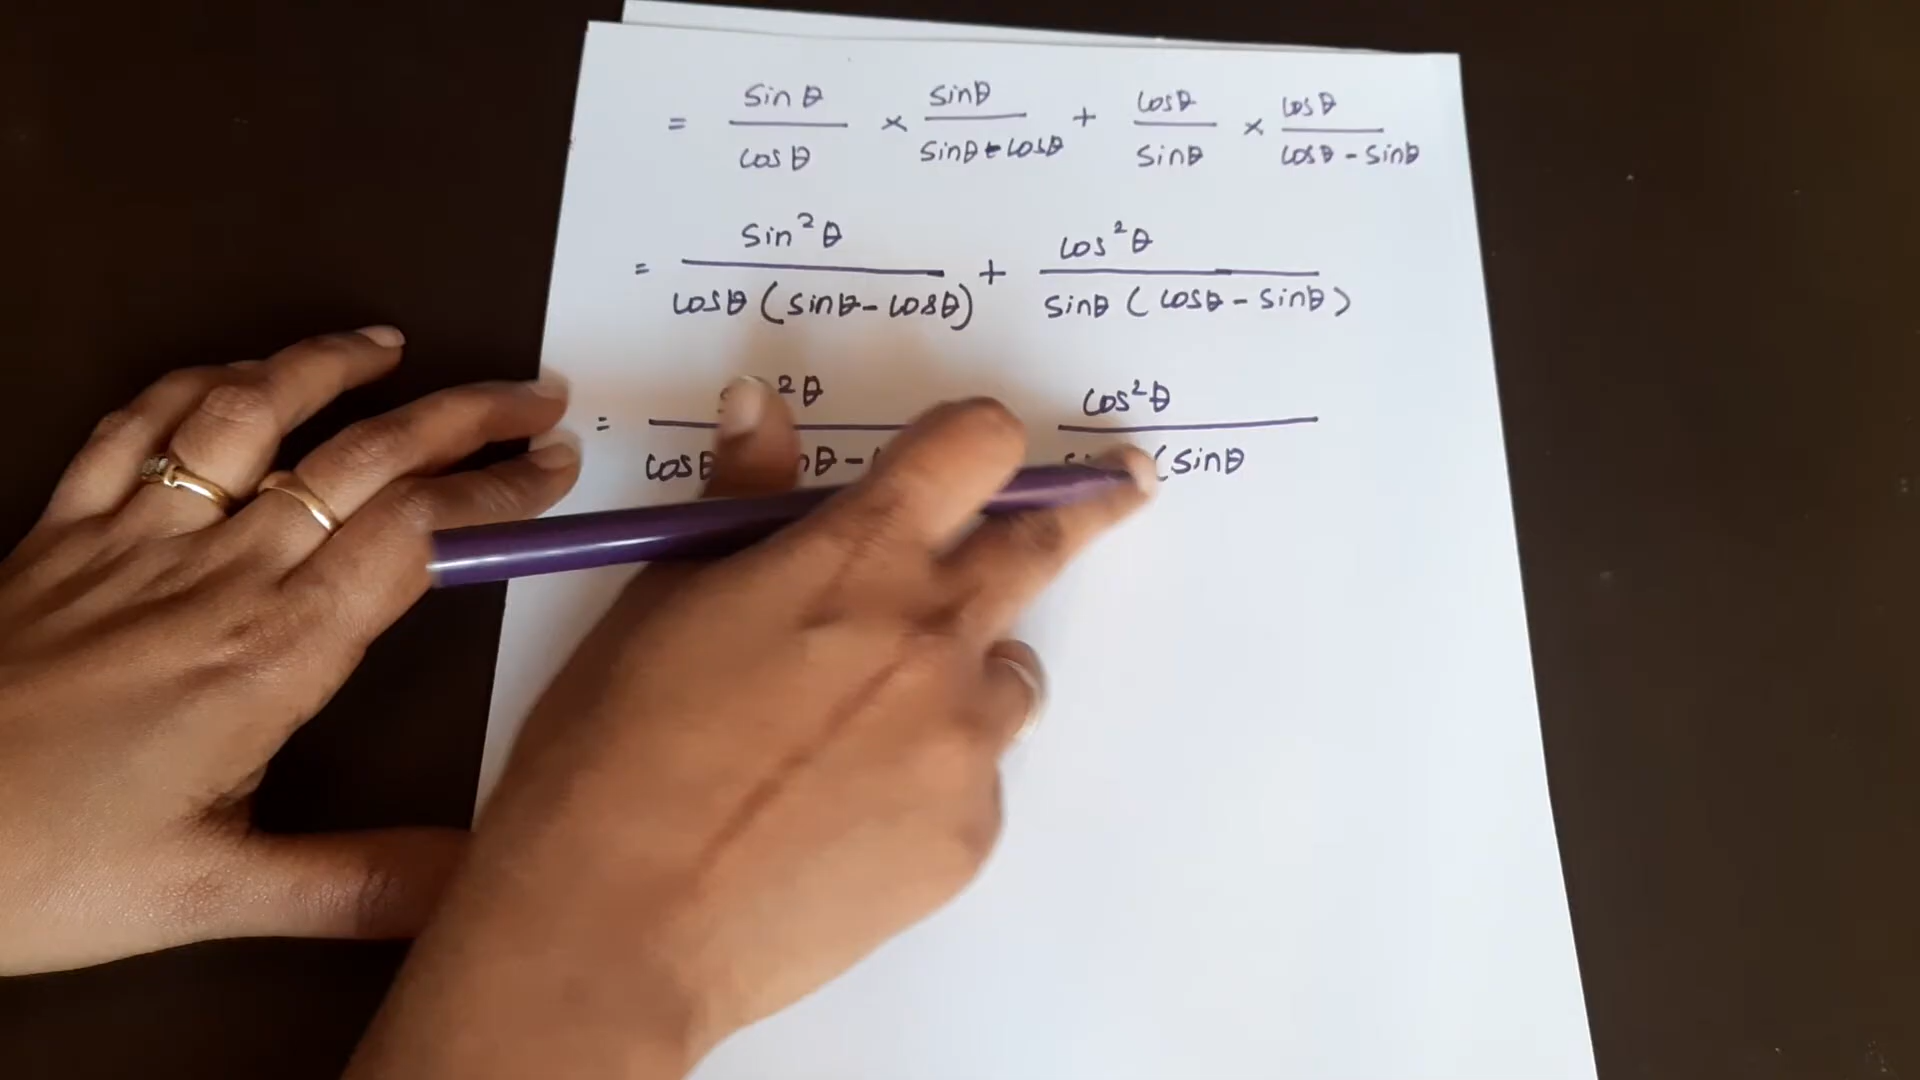 = sinθ/cosθ × sinθ/sinθ-cosθ + cosθ/sinθ × cosθ/cosθ - sinθ
= sin²θ/cosθ (sinθ - cosθ) + cos²θ/sinθ (cosθ - sinθ)
= ²θ/cosθ nθ - cos²θ/(sinθ